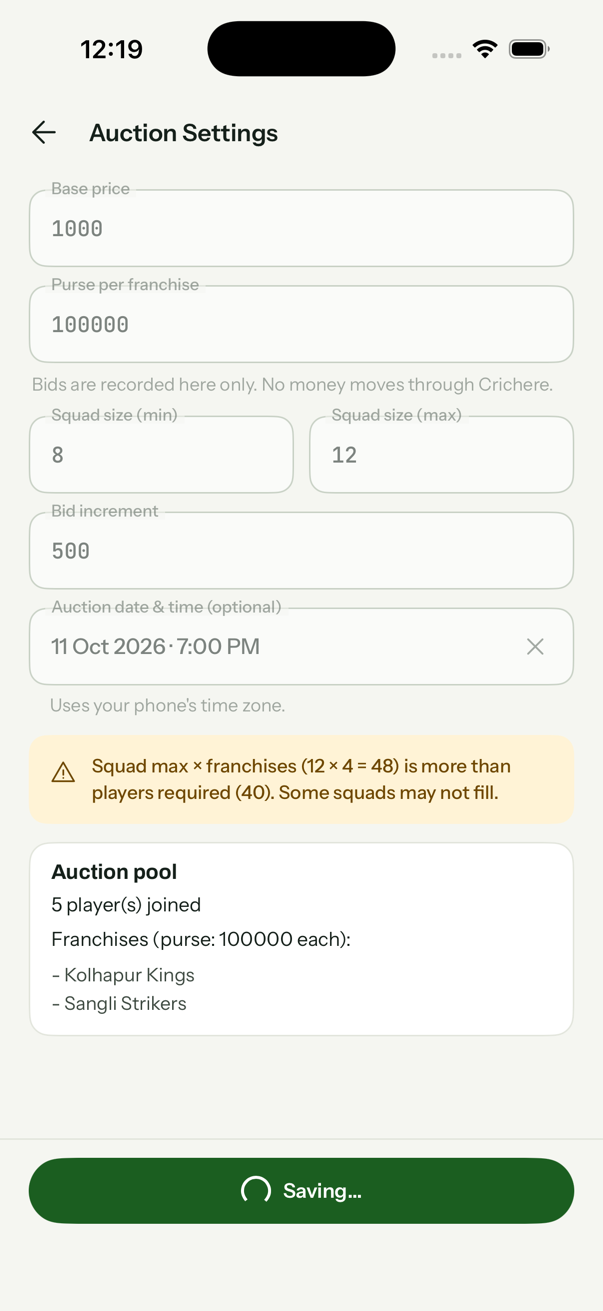 12:19
Auction Settings
Base price
1000
Purse per franchise
100000
Bids are recorded here only. No money moves through Crichere.
Squad size (min)
8
Squad size (max)
12
Bid increment
500
Auction date & time (optional)
11 Oct 2026 · 7:00 PM
Uses your phone's time zone.
Squad max × franchises (12 × 4 = 48) is more than
players required (40). Some squads may not fill.
Auction pool
5 player(s) joined
Franchises (purse: 100000 each):
- Kolhapur Kings
- Sangli Strikers
Saving...